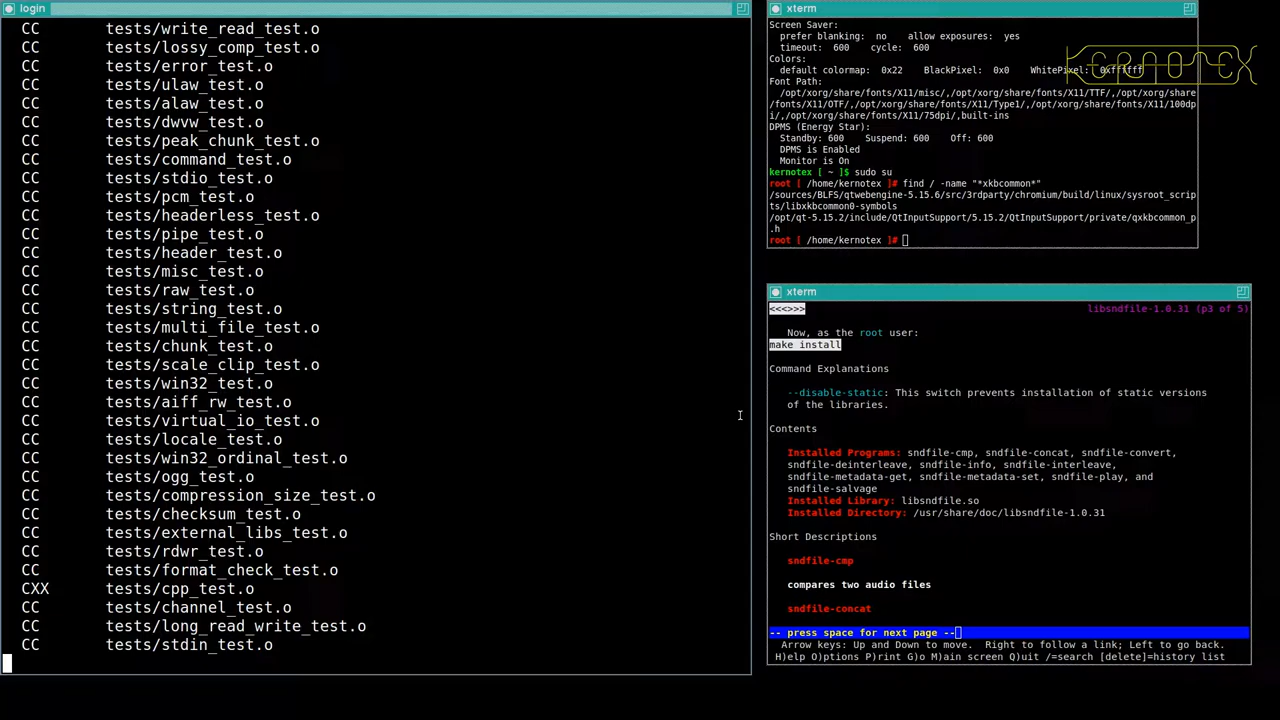 login
CC tests/write_read_test.o
CC tests/lossy_comp_test.o
CC tests/error_test.o
CC tests/ulaw_test.o
CC tests/alaw_test.o
CC tests/dwvw_test.o
CC tests/peak_chunk_test.o
CC tests/command_test.o
CC tests/stdio_test.o
CC tests/pcm_test.o
CC tests/headerless_test.o
CC tests/pipe_test.o
CC tests/header_test.o
CC tests/misc_test.o
CC tests/raw_test.o
CC tests/string_test.o
CC tests/multi_file_test.o
CC tests/chunk_test.o
CC tests/scale_clip_test.o
CC tests/win32_test.o
CC tests/aiff_rw_test.o
CC tests/virtual_io_test.o
CC tests/locale_test.o
CC tests/win32_ordinal_test.o
CC tests/ogg_test.o
CC tests/compression_size_test.o
CC tests/checksum_test.o
CC tests/external_libs_test.o
CC tests/rdwr_test.o
CC tests/format_check_test.o
CXX tests/cpp_test.o
CC tests/channel_test.o
CC tests/long_read_write_test.o
CC tests/stdin_test.o
xterm
Screen Saver:
prefer blanking: no allow exposures: yes
timeout: 600 cycle: 600
Colors:
default colormap: 0x22 BlackPixel: 0x0 WhitePixel: 0xffffff
KERNOTEX
Font Path:
/opt/xorg/share/fonts/X11/misc/,/opt/xorg/share/fonts/X11/TTF/,/opt/xorg/share
/fonts/X11/OTF/,/opt/xorg/share/fonts/X11/Type1/,/opt/xorg/share/fonts/X11/100dp
i/,/opt/xorg/share/fonts/X11/75dpi/,built-ins
DPMS (Energy Star):
Standby: 600 Suspend: 600 Off: 600
DPMS is Enabled
Monitor is On
kernotex [ ~ ]$ sudo su
root [ /home/kernotex ]# find / -name "*xkbcommon*"
/sources/BLFS/qtwebengine-5.15.6/src/3rdparty/chromium/build/linux/sysroot_scrip
ts/libxkbcommon0-symbols
/opt/qt-5.15.2/include/QtInputSupport/5.15.2/QtInputSupport/private/qxkbcommon_p
.h
root [ /home/kernotex ]#
xterm
<<<>>> libsndfile-1.0.31 (p3 of 5)
Now, as the root user:
make install
Command Explanations
--disable-static: This switch prevents installation of static versions
of the libraries.
Contents
Installed Programs: sndfile-cmp, sndfile-concat, sndfile-convert,
sndfile-deinterleave, sndfile-info, sndfile-interleave,
sndfile-metadata-get, sndfile-metadata-set, sndfile-play, and
sndfile-salvage
Installed Library: libsndfile.so
Installed Directory: /usr/share/doc/libsndfile-1.0.31
Short Descriptions
sndfile-cmp
compares two audio files
sndfile-concat
-- press space for next page --
Arrow keys: Up and Down to move. Right to follow a link; Left to go back.
H)elp O)ptions P)rint G)o M)ain screen Q)uit /=search [delete]=history list